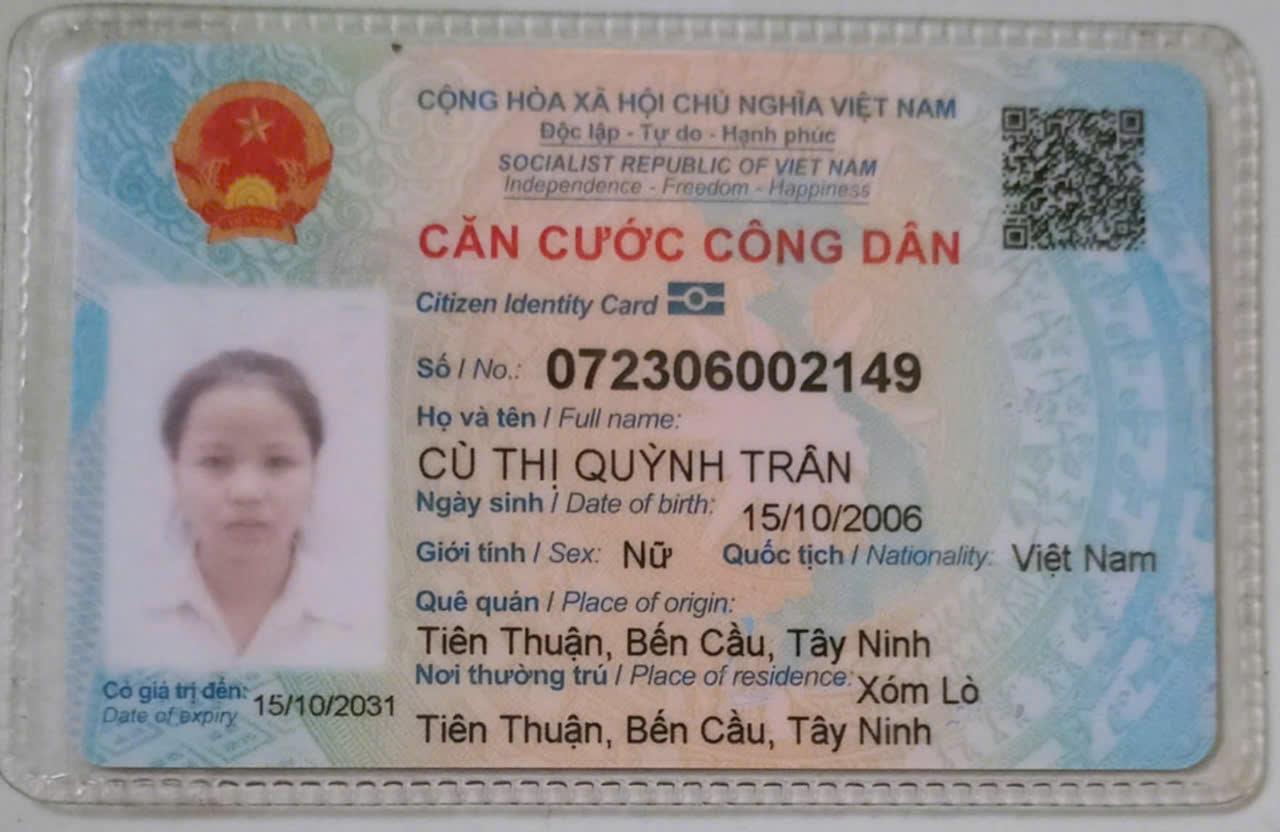 CỘNG HÒA XÃ HỘI CHỦ NGHĨA VIỆT NAM
Độc lập - Tự do - Hạnh phúc
SOCIALIST REPUBLIC OF VIET NAM
Independence - Freedom - Happiness
CĂN CƯỚC CÔNG DÂN
Citizen Identity Card
Số / No.: 072306002149
Họ và tên / Full name:
CÙ THỊ QUỲNH TRÂN
Ngày sinh / Date of birth: 15/10/2006
Giới tính / Sex: Nữ Quốc tịch / Nationality: Việt Nam
Quê quán / Place of origin:
Tiên Thuận, Bến Cầu, Tây Ninh
Nơi thường trú / Place of residence: Xóm Lò
Tiên Thuận, Bến Cầu, Tây Ninh
Có giá trị đến: 15/10/2031
Date of expiry